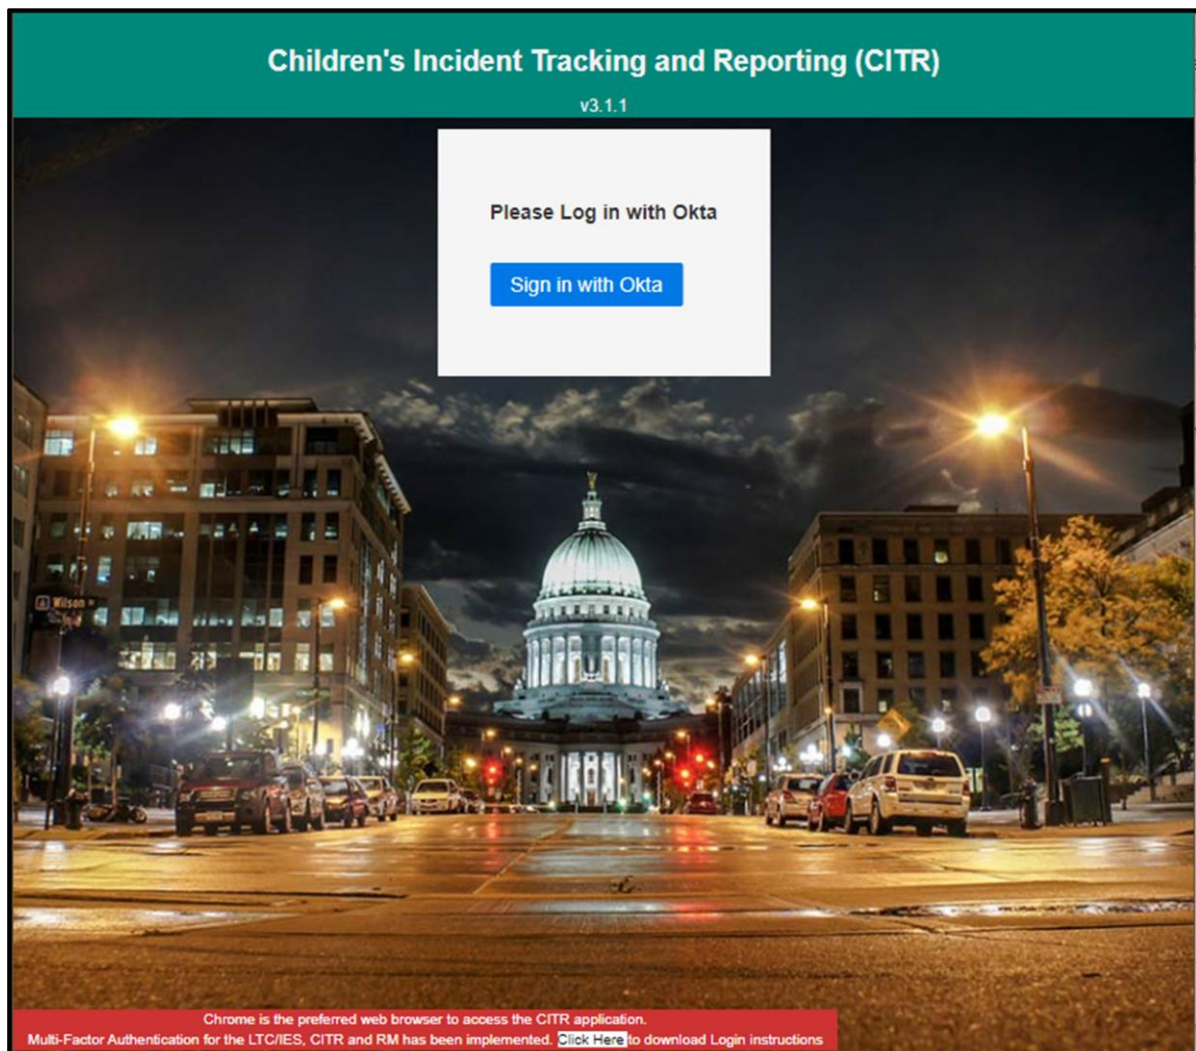 Children's Incident Tracking and Reporting (CITR)
v3.1.1
Please Log in with Okta
Sign in with Okta
Wilson
Chrome is the preferred web browser to access the CITR application.
Multi-Factor Authentication for the LTC/IES, CITR and RM has been implemented. Click Here to download Login instructions